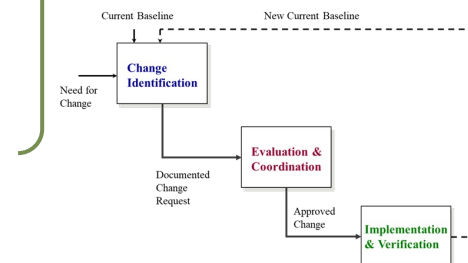 Current Baseline
New Current Baseline
Change
Identification
Need for
Change
Evaluation &
Coordination
Documented
Change
Request
Approved
Change
Implementation
& Verification